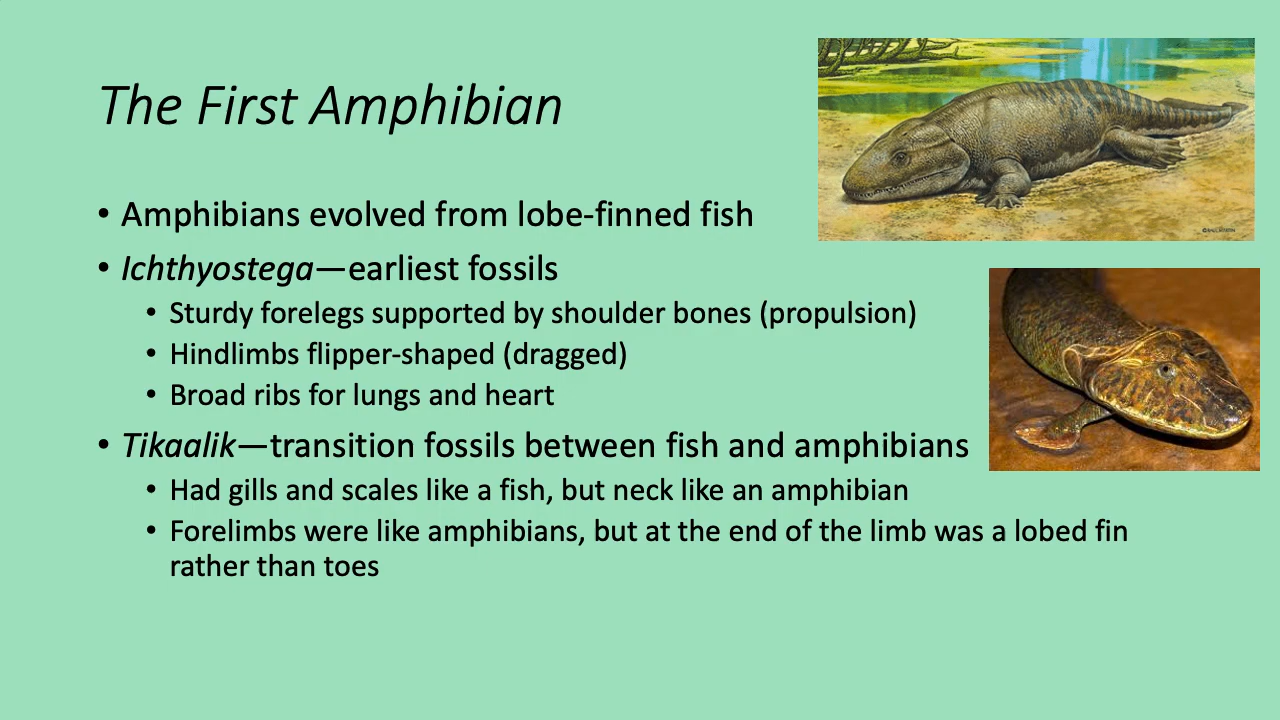 The First Amphibian
• Amphibians evolved from lobe-finned fish
• Ichthyostega—earliest fossils
• Sturdy forelegs supported by shoulder bones (propulsion)
• Hindlimbs flipper-shaped (dragged)
• Broad ribs for lungs and heart
• Tikaalik—transition fossils between fish and amphibians
• Had gills and scales like a fish, but neck like an amphibian
• Forelimbs were like amphibians, but at the end of the limb was a lobed fin
rather than toes